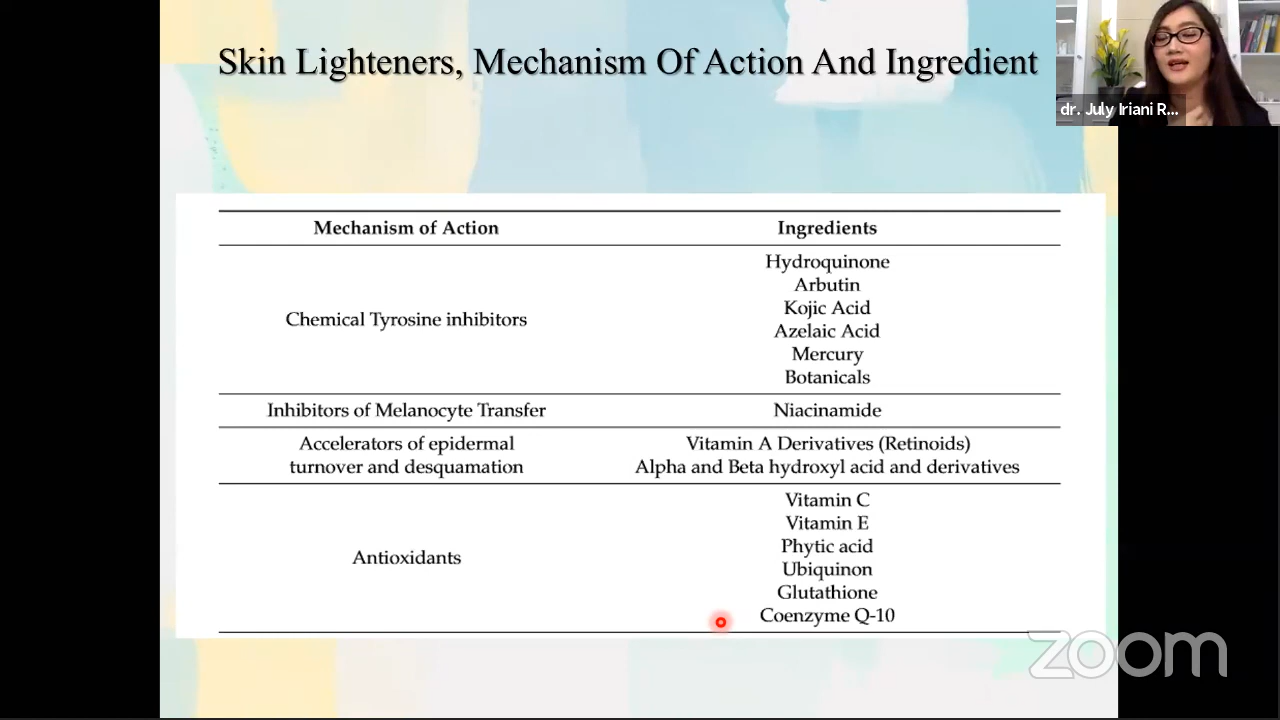 Skin Lighteners, Mechanism Of Action And Ingredient
dr. July Iriani R...
Mechanism of Action
Ingredients
Chemical Tyrosine inhibitors
Hydroquinone
Arbutin
Kojic Acid
Azelaic Acid
Mercury
Botanicals
Inhibitors of Melanocyte Transfer
Niacinamide
Accelerators of epidermal
turnover and desquamation
Vitamin A Derivatives (Retinoids)
Alpha and Beta hydroxyl acid and derivatives
Antioxidants
Vitamin C
Vitamin E
Phytic acid
Ubiquinon
Glutathione
Coenzyme Q-10
zoom